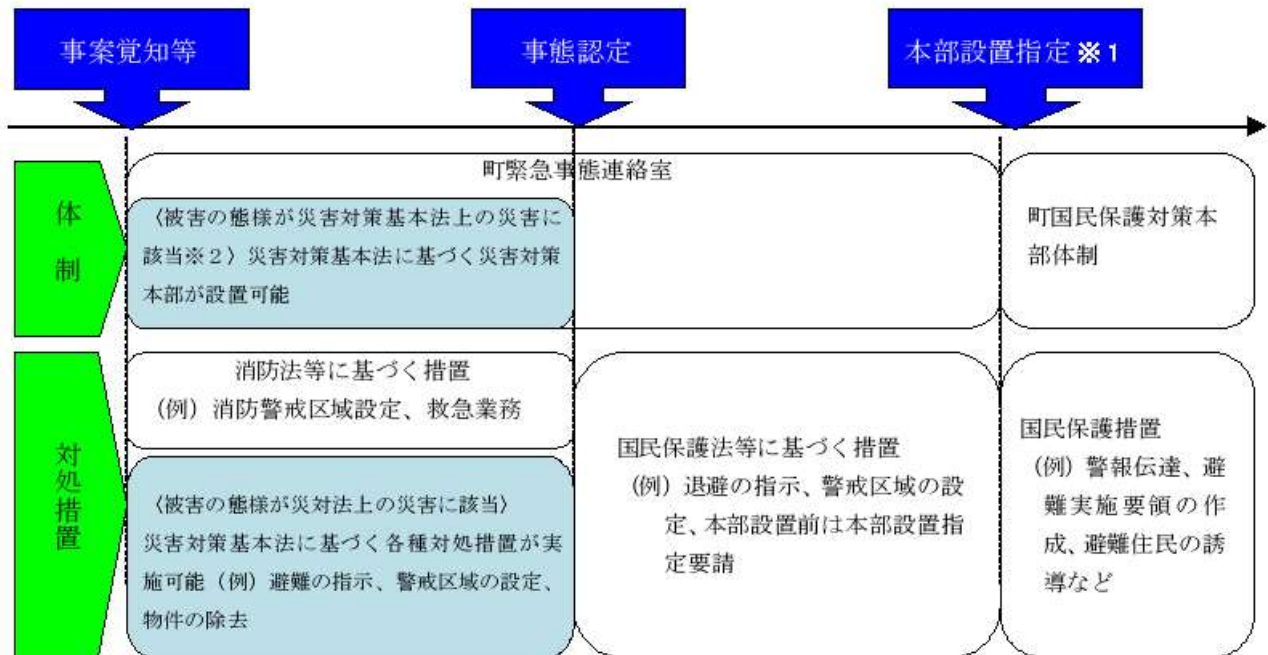 事案覚知等
事態認定
本部設置指定※1
体制
町緊急事態連絡室
〈被害の態様が災害対策基本法上の災害に
該当※2〉災害対策基本法に基づく災害対策
本部が設置可能
町国民保護対策本
部体制
対処措置
消防法等に基づく措置
(例)消防警戒区域設定、救急業務
〈被害の態様が災対法上の災害に該当〉
災害対策基本法に基づく各種対処措置が実
施可能(例)避難の指示、警戒区域の設定、
物件の除去
国民保護法等に基づく措置
(例)退避の指示、警戒区域の設
定、本部設置前は本部設置指
定要請
国民保護措置
(例)警報伝達、避
難実施要領の作
成、避難住民の誘
導など